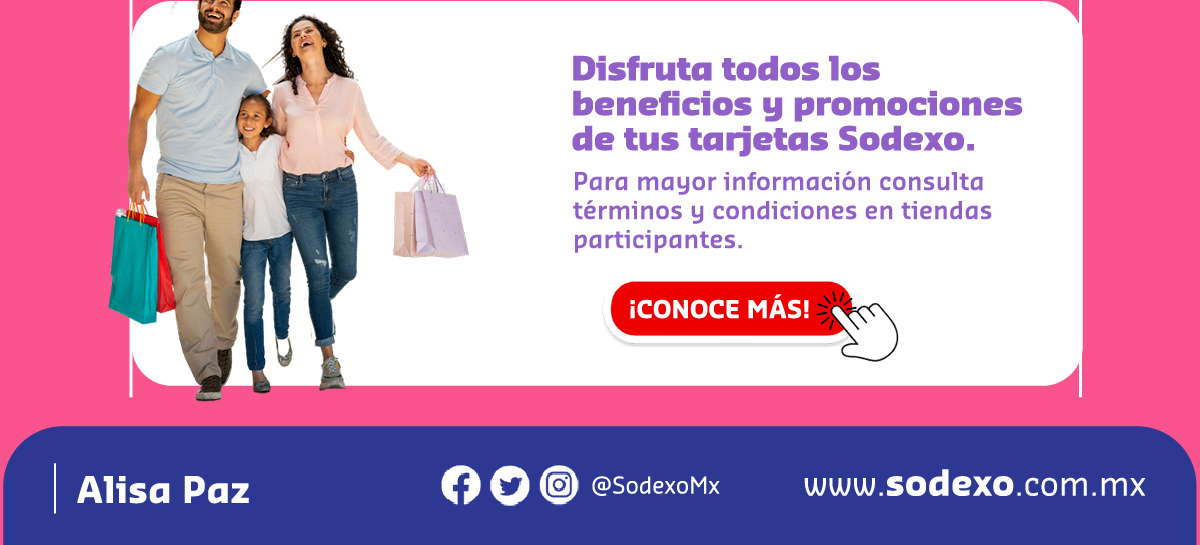 Disfruta todos los
beneficios y promociones
de tus tarjetas Sodexo.
Para mayor información consulta
términos y condiciones en tiendas
participantes.
¡CONOCE MÁS!
Alisa Paz
@SodexoMx
www.sodexo.com.mx